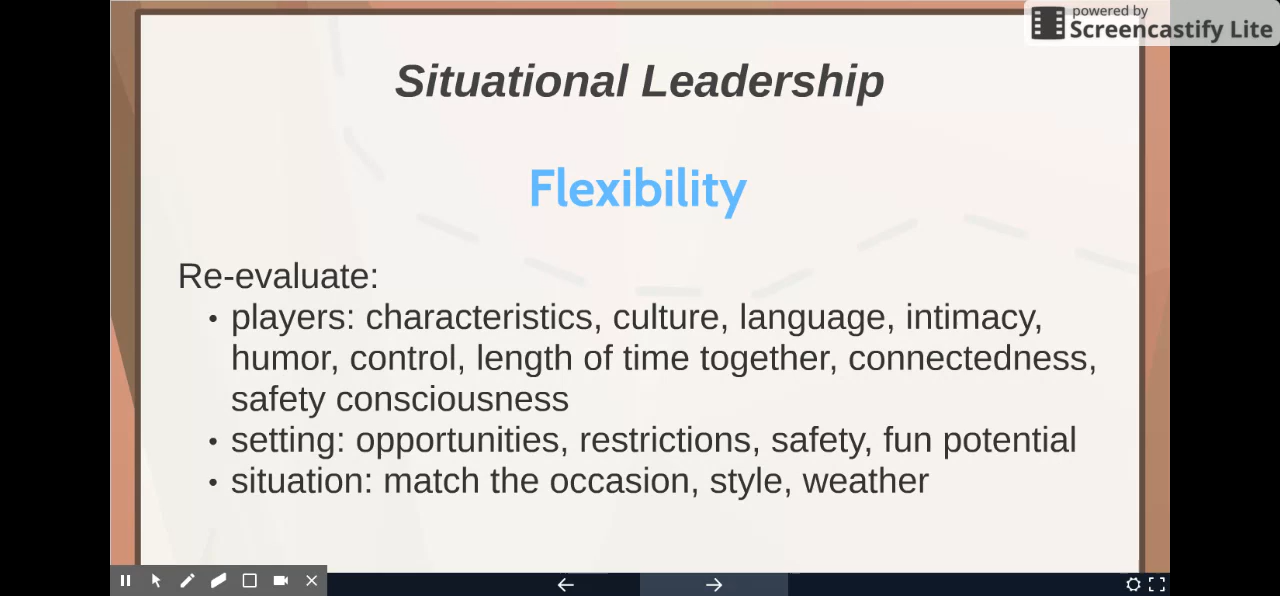 powered by
Screencastify Lite
Situational Leadership
Flexibility
Re-evaluate:
• players: characteristics, culture, language, intimacy,
humor, control, length of time together, connectedness,
safety consciousness
• setting: opportunities, restrictions, safety, fun potential
• situation: match the occasion, style, weather